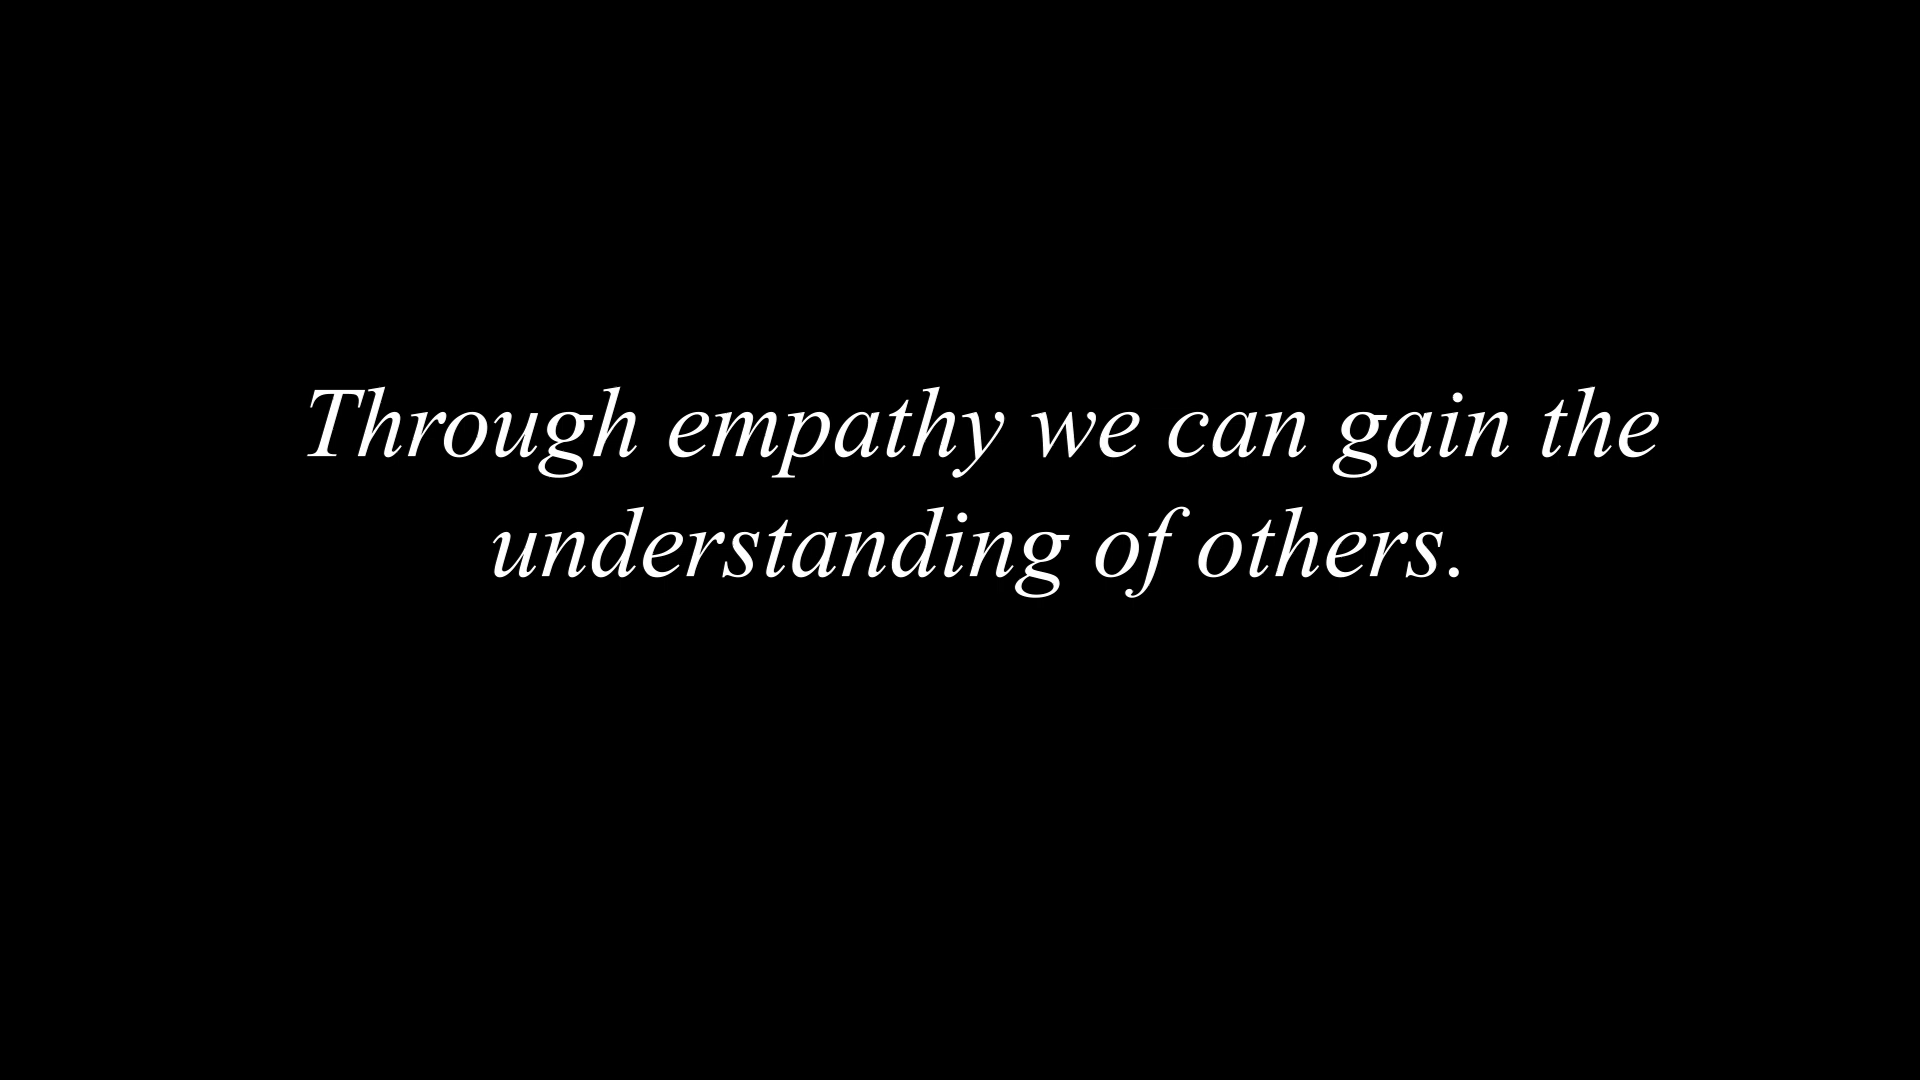 Through empathy we can gain the
understanding of others.